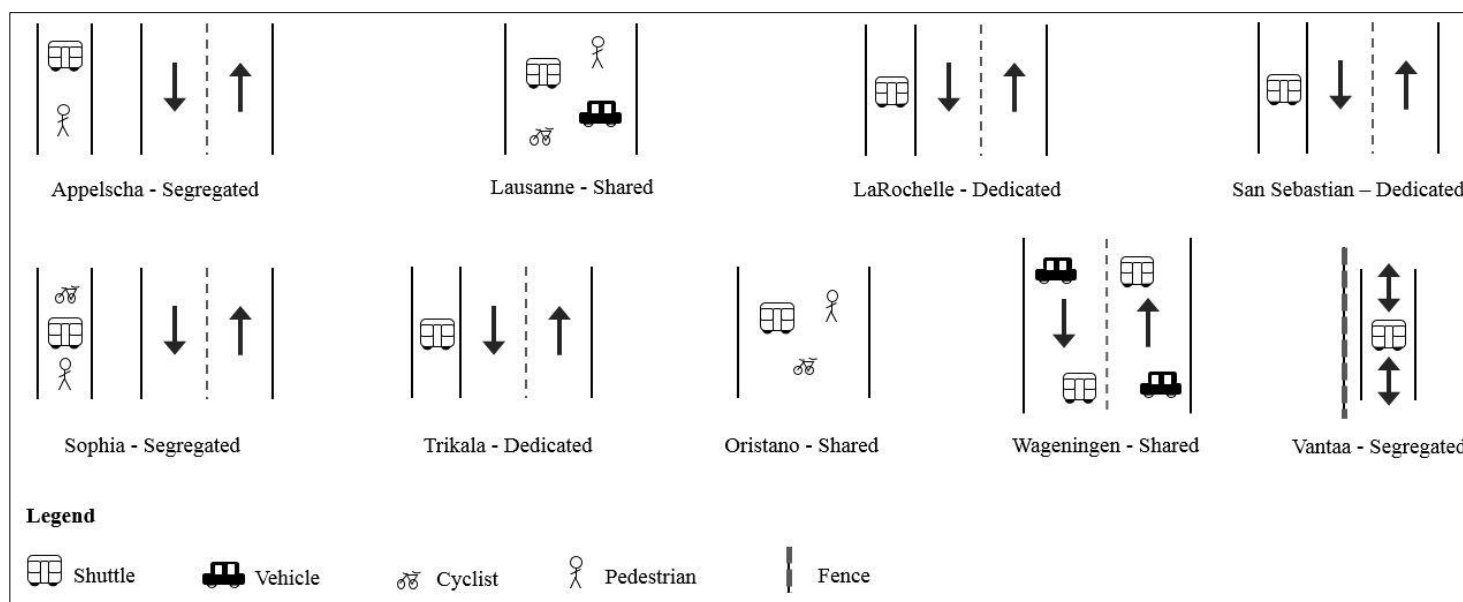 Appelscha - Segregated
Lausanne - Shared
LaRochelle - Dedicated
San Sebastian – Dedicated
Sophia - Segregated
Trikala - Dedicated
Oristano - Shared
Wageningen - Shared
Vantaa - Segregated
Legend
Shuttle
Vehicle
Cyclist
Pedestrian
Fence